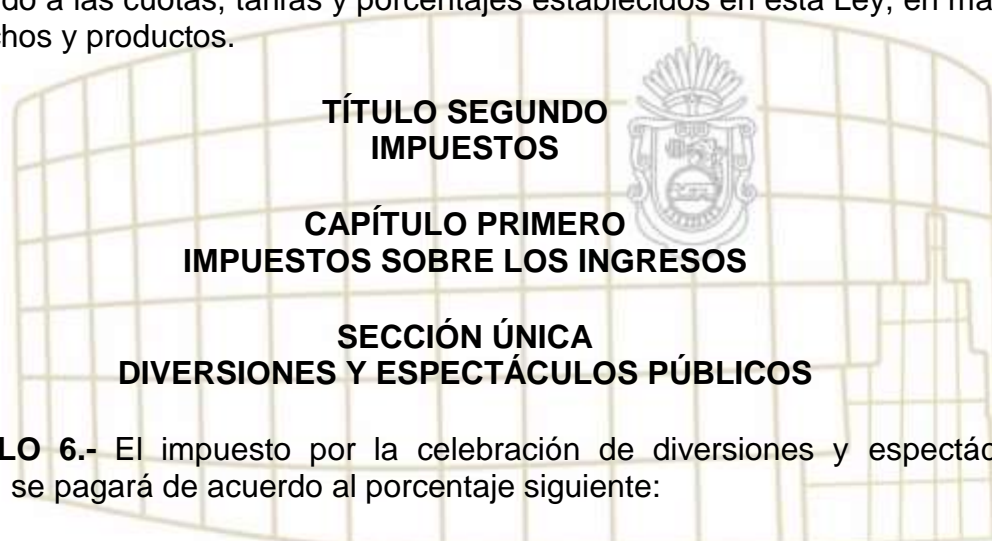 do a las cuotas, tarifas y porcentajes establecidos en esta Ley, en ma
chos y productos.
TÍTULO SEGUNDO
IMPUESTOS
CAPÍTULO PRIMERO
IMPUESTOS SOBRE LOS INGRESOS
SECCIÓN ÚNICA
DIVERSIONES Y ESPECTÁCULOS PÚBLICOS
LO 6.- El impuesto por la celebración de diversiones y espectác
se pagará de acuerdo al porcentaje siguiente: